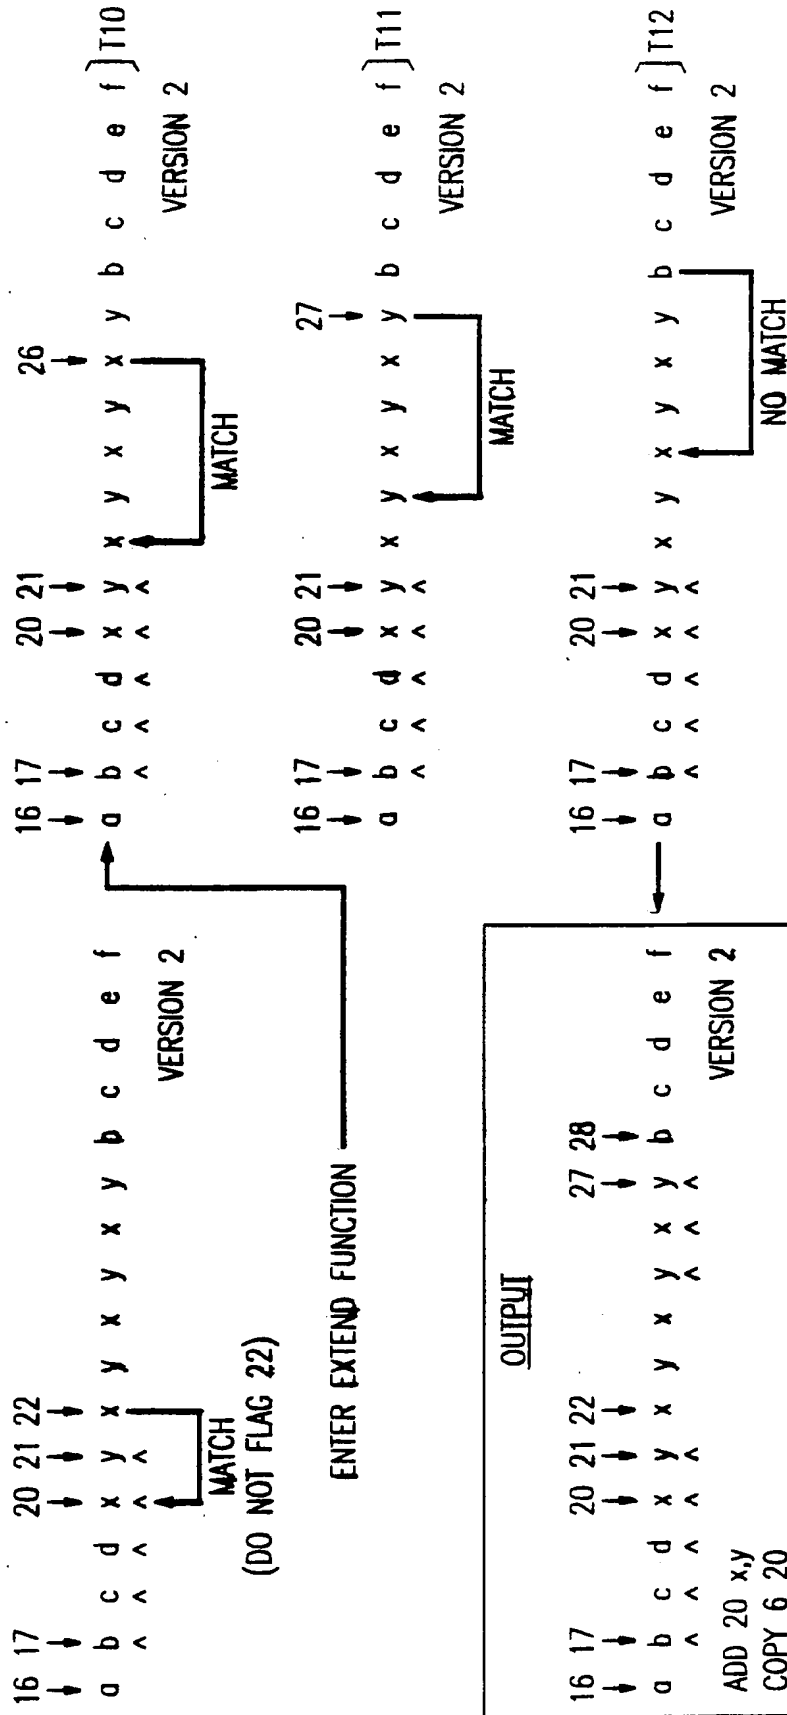 16 17 20 21 22
a b c d x y x y x y x y b c d e f
^ ^ ^ ^ ^
MATCH
(DO NOT FLAG 22)
VERSION 2
ENTER EXTEND FUNCTION
16 17 20 21 26
a b c d x y x y x y x y b c d e f } T10
^ ^ ^ ^ ^
MATCH
VERSION 2
16 17 20 21 27
a b c d x y x y x y x y b c d e f } T11
^ ^ ^ ^ ^
MATCH
VERSION 2
16 17 20 21
a b c d x y x y x y x y b c d e f } T12
^ ^ ^ ^ ^
NO MATCH
VERSION 2
OUTPUT
16 17 20 21 22 27 28
a b c d x y x y x y x y b c d e f
^ ^ ^ ^ ^ ^ ^ ^
VERSION 2
ADD 20 x,y
COPY 6 20